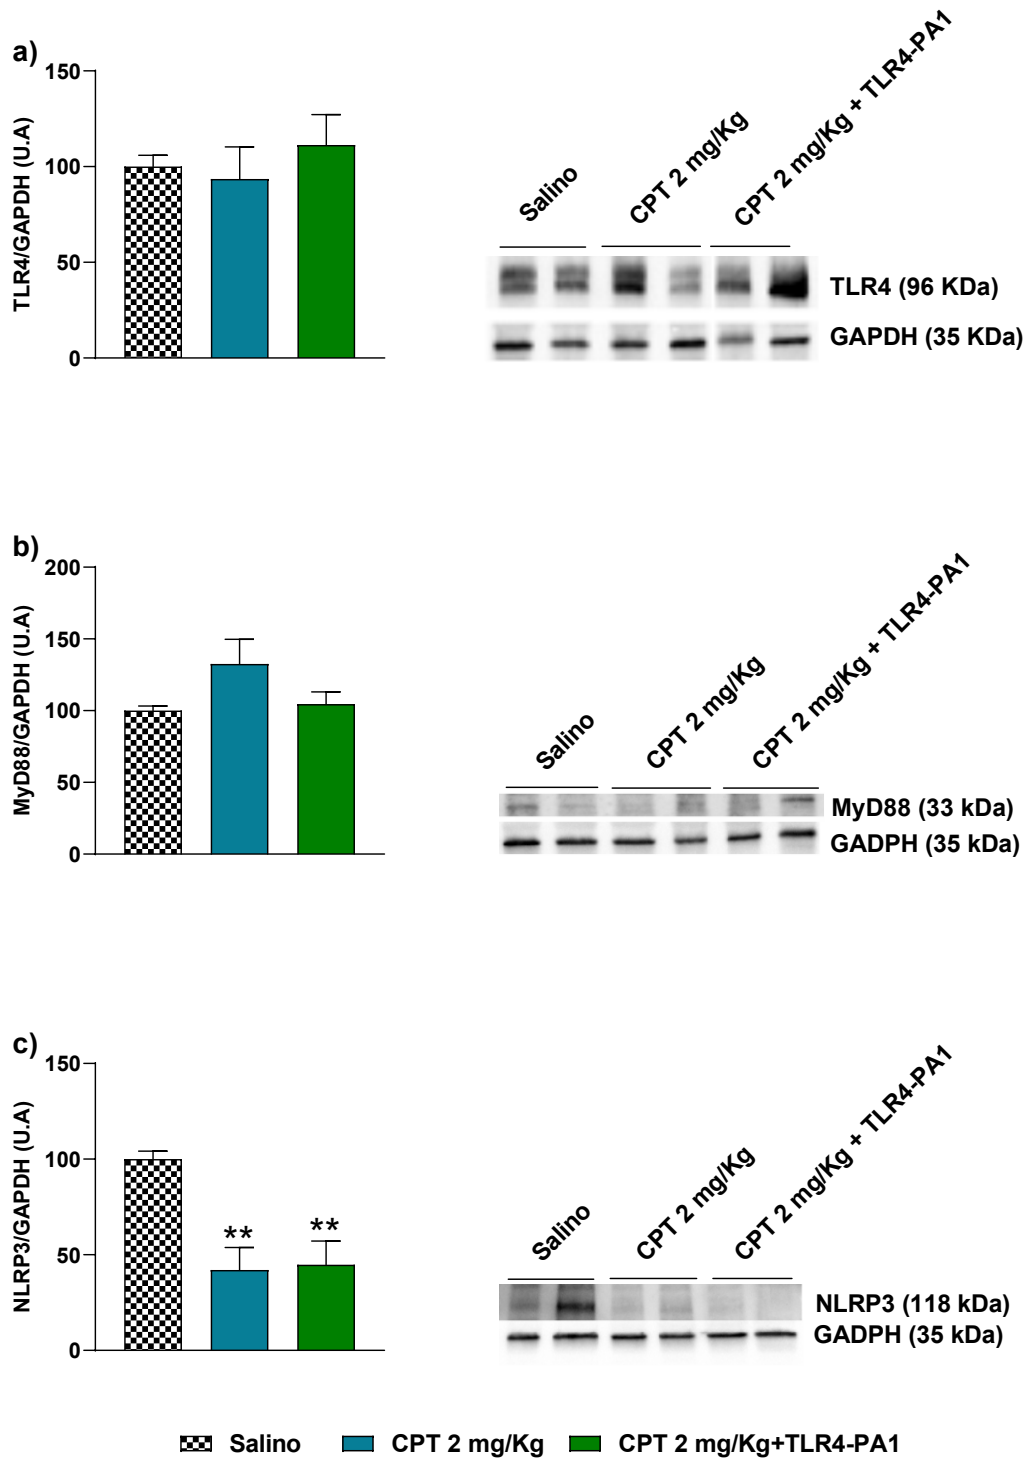 a)
150
100
50
0
TLR4/GAPDH (U.A)
Salino
CPT 2 mg/Kg
CPT 2 mg/Kg + TLR4-PA1
TLR4 (96 KDa)
GAPDH (35 KDa)
b)
200
150
100
50
0
MyD88/GAPDH (U.A)
Salino
CPT 2 mg/Kg
CPT 2 mg/Kg + TLR4-PA1
MyD88 (33 kDa)
GADPH (35 kDa)
c)
150
100
50
0
NLRP3/GAPDH (U.A)
**
**
Salino
CPT 2 mg/Kg
CPT 2 mg/Kg + TLR4-PA1
NLRP3 (118 kDa)
GADPH (35 kDa)
Salino CPT 2 mg/Kg CPT 2 mg/Kg+TLR4-PA1